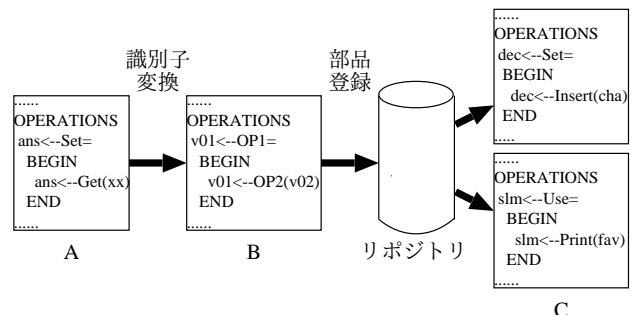 識別子
変換
部品
登録
......
OPERATIONS
ans<--Set=
BEGIN
ans<--Get(xx)
END
......
A
......
OPERATIONS
v01<--OP1=
BEGIN
v01<--OP2(v02)
END
......
B
リポジトリ
......
OPERATIONS
dec<--Set=
BEGIN
dec<--Insert(cha)
END
.....
......
OPERATIONS
slm<--Use=
BEGIN
slm<--Print(fav)
END
......
C